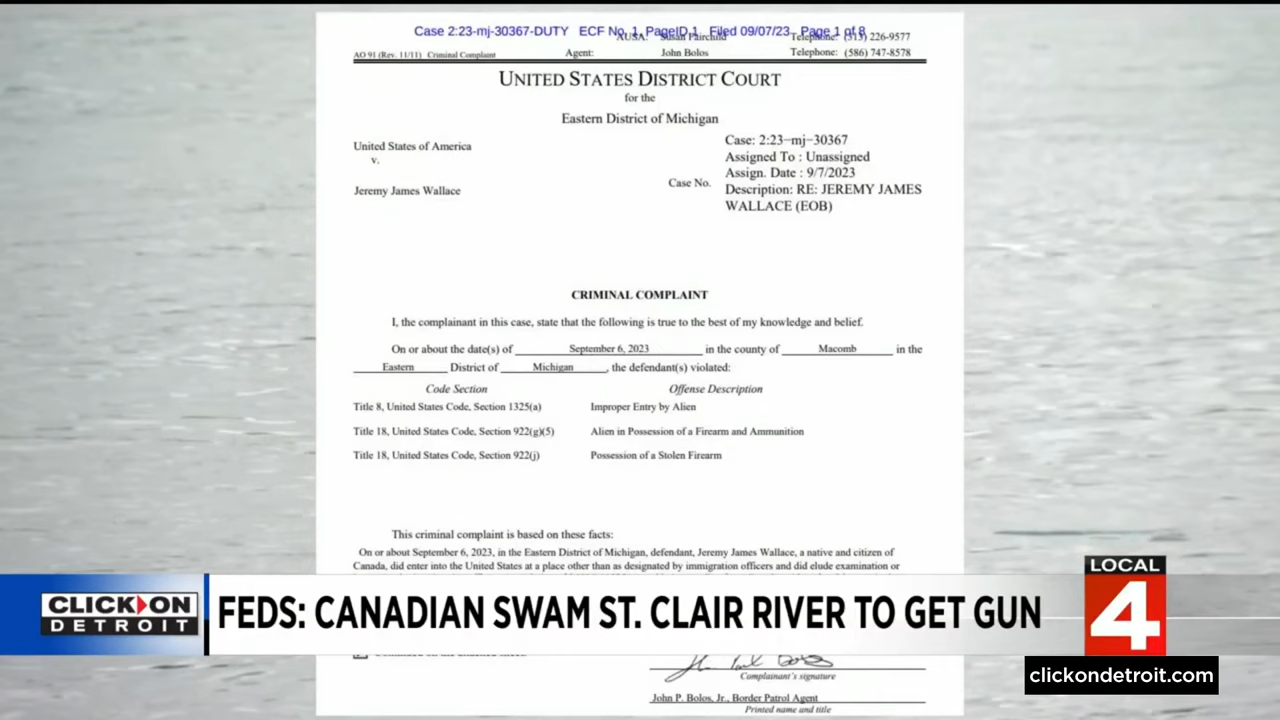 Case 2:23-mj-30367-DUTY ECF No. 1, PageID.1 Filed 09/07/23 Page 1 of 8
AUSA: Susan Fairchild Telephone: (313) 226-9577
AO 91 (Rev. 11/11) Criminal Complaint Agent: John Bolos Telephone: (586) 747-8578
UNITED STATES DISTRICT COURT
for the
Eastern District of Michigan
United States of America
v.
Jeremy James Wallace
Case No.
Case: 2:23-mj-30367
Assigned To : Unassigned
Assign. Date : 9/7/2023
Description: RE: JEREMY JAMES
WALLACE (EOB)
CRIMINAL COMPLAINT
I, the complainant in this case, state that the following is true to the best of my knowledge and belief.
On or about the date(s) of September 6, 2023 in the county of Macomb in the
Eastern District of Michigan , the defendant(s) violated:
Code Section Offense Description
Title 8, United States Code, Section 1325(a) Improper Entry by Alien
Title 18, United States Code, Section 922(g)(5) Alien in Possession of a Firearm and Ammunition
Title 18, United States Code, Section 922(j) Possession of a Stolen Firearm
This criminal complaint is based on these facts:
On or about September 6, 2023, in the Eastern District of Michigan, defendant, Jeremy James Wallace, a native and citizen of
Canada, did enter into the United States at a place other than as designated by immigration officers and did elude examination or
CLICK ON
DETROIT
FEDS: CANADIAN SWAM ST. CLAIR RIVER TO GET GUN
LOCAL
4
clickondetroit.com
Complainant's signature
John P. Bolos, Jr., Border Patrol Agent
Printed name and title